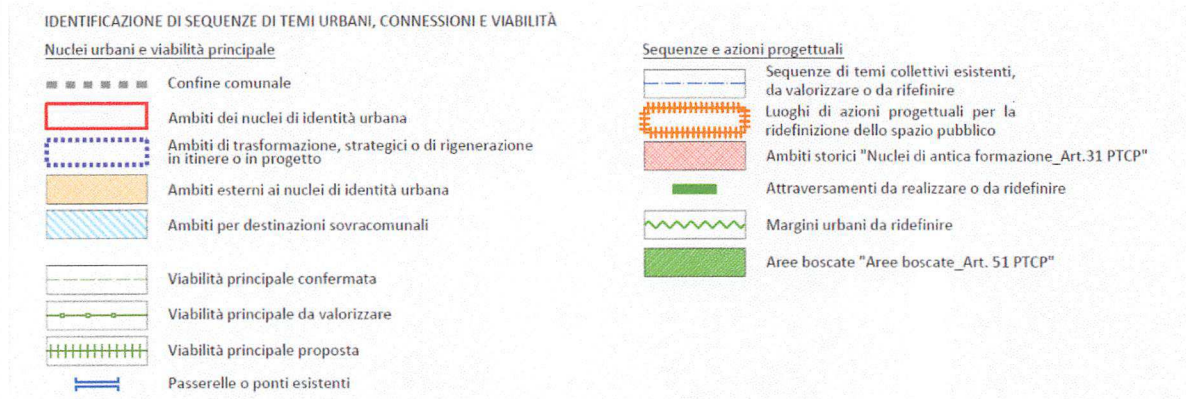 IDENTIFICAZIONE DI SEQUENZE DI TEMI URBANI, CONNESSIONI E VIABILITÀ
Nuclei urbani e viabilità principale
Confine comunale
Ambiti dei nuclei di identità urbana
Ambiti di trasformazione, strategici o di rigenerazione
in itinere o in progetto
Ambiti esterni ai nuclei di identità urbana
Ambiti per destinazioni sovracomunali
Viabilità principale confermata
Viabilità principale da valorizzare
Viabilità principale proposta
Passerelle o ponti esistenti
Sequenze e azioni progettuali
Sequenze di temi collettivi esistenti,
da valorizzare o da rifefinire
Luoghi di azioni progettuali per la
ridefinizione dello spazio pubblico
Ambiti storici "Nuclei di antica formazione_Art.31 PTCP"
Attraversamenti da realizzare o da ridefinire
Margini urbani da ridefinire
Aree boscate "Aree boscate_Art. 51 PTCP"